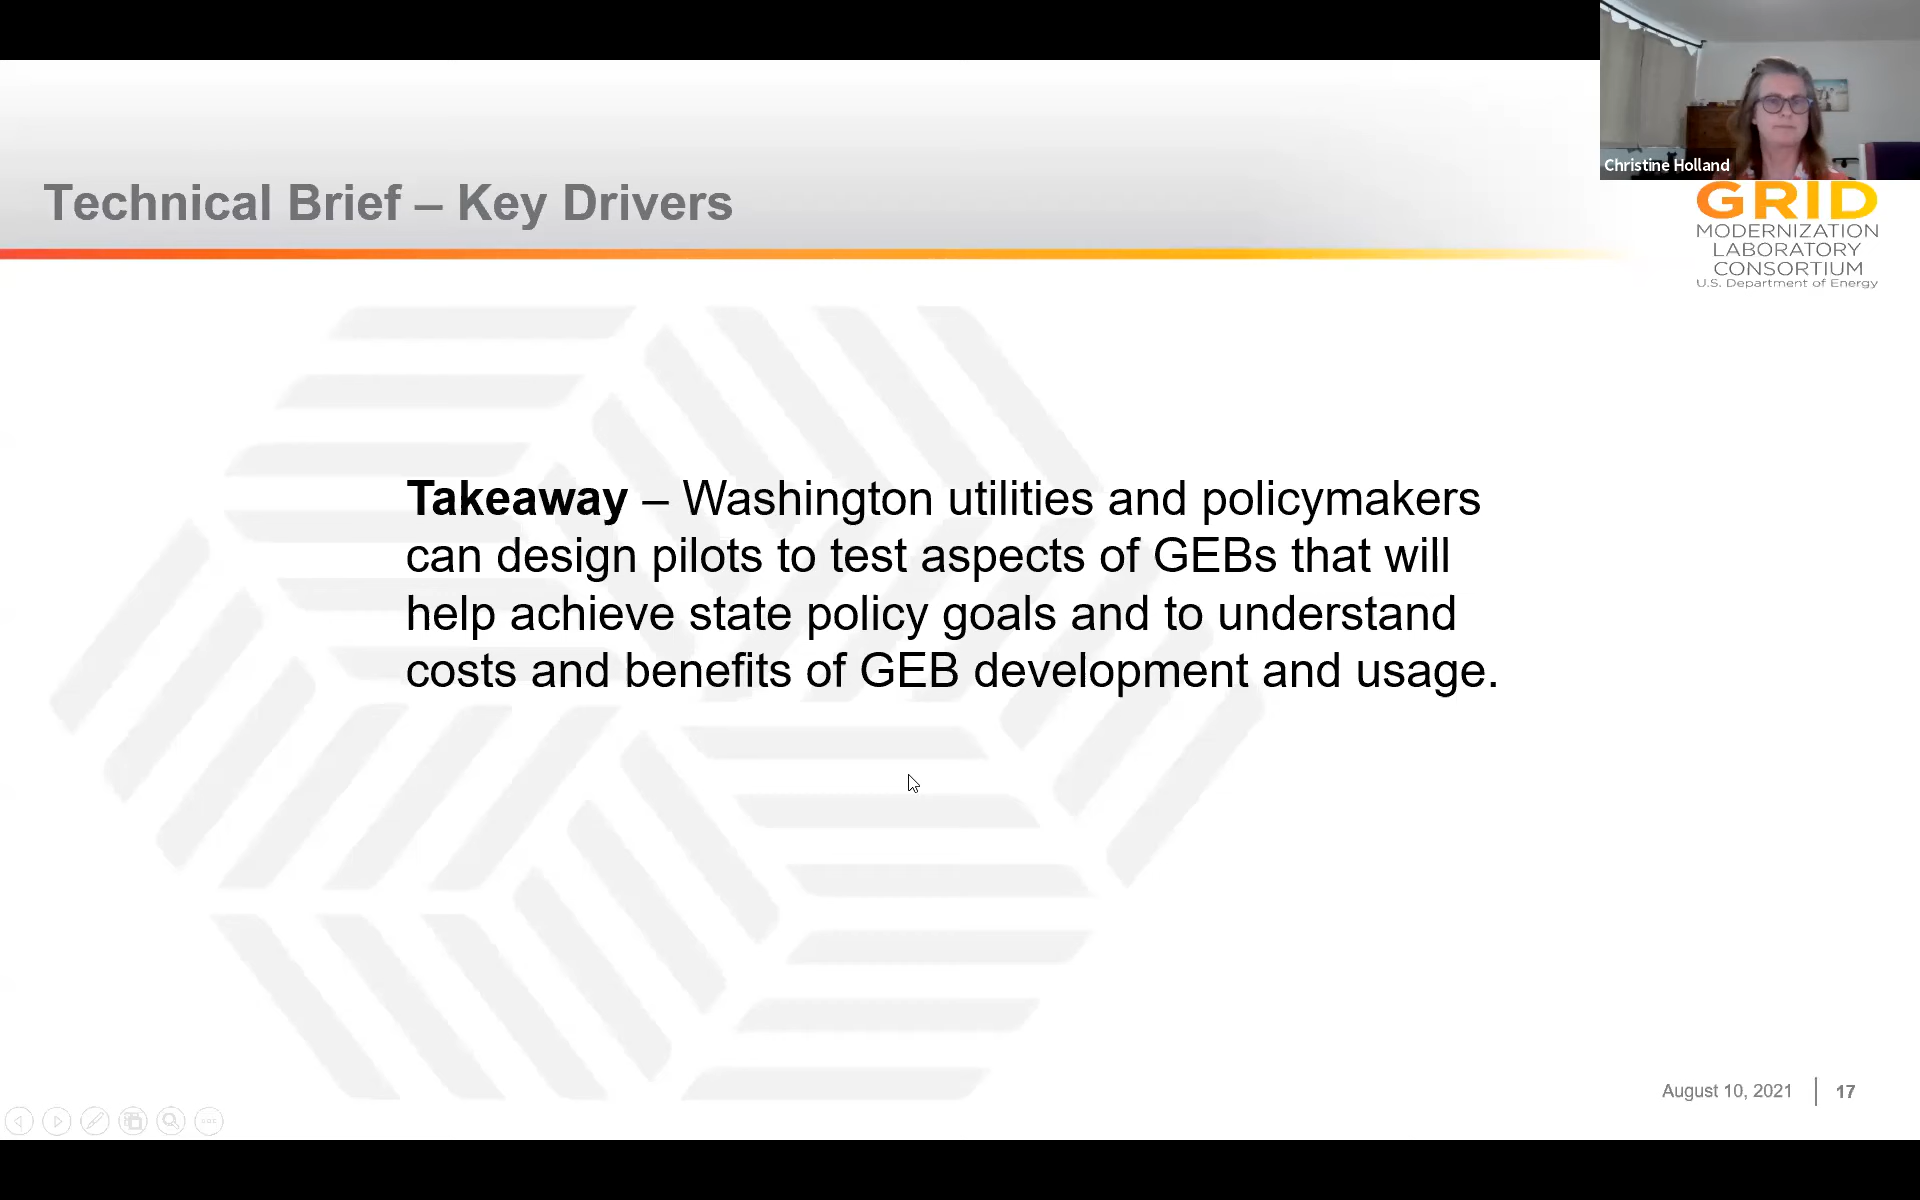 Christine Holland
Technical Brief – Key Drivers
GRID
MODERNIZATION
LABORATORY
CONSORTIUM
U.S. Department of Energy
Takeaway – Washington utilities and policymakers
can design pilots to test aspects of GEBs that will
help achieve state policy goals and to understand
costs and benefits of GEB development and usage.
August 10, 2021 | 17